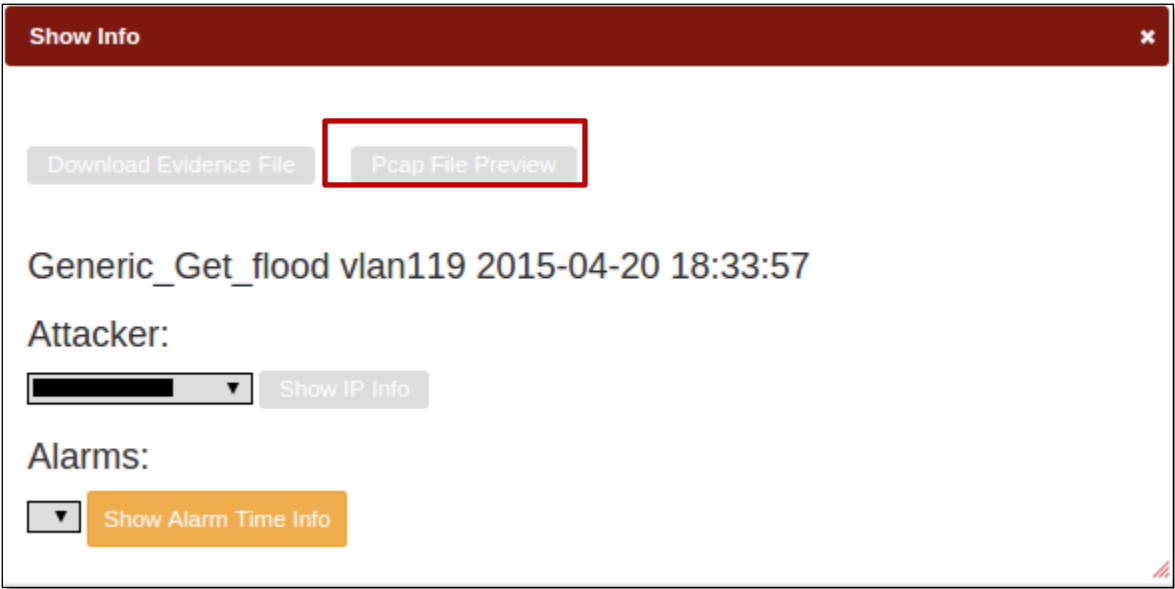 Show Info
Download Evidence File Pcap File Preview
Generic_Get_flood vlan119 2015-04-20 18:33:57
Attacker:
Show IP Info
Alarms:
Show Alarm Time Info